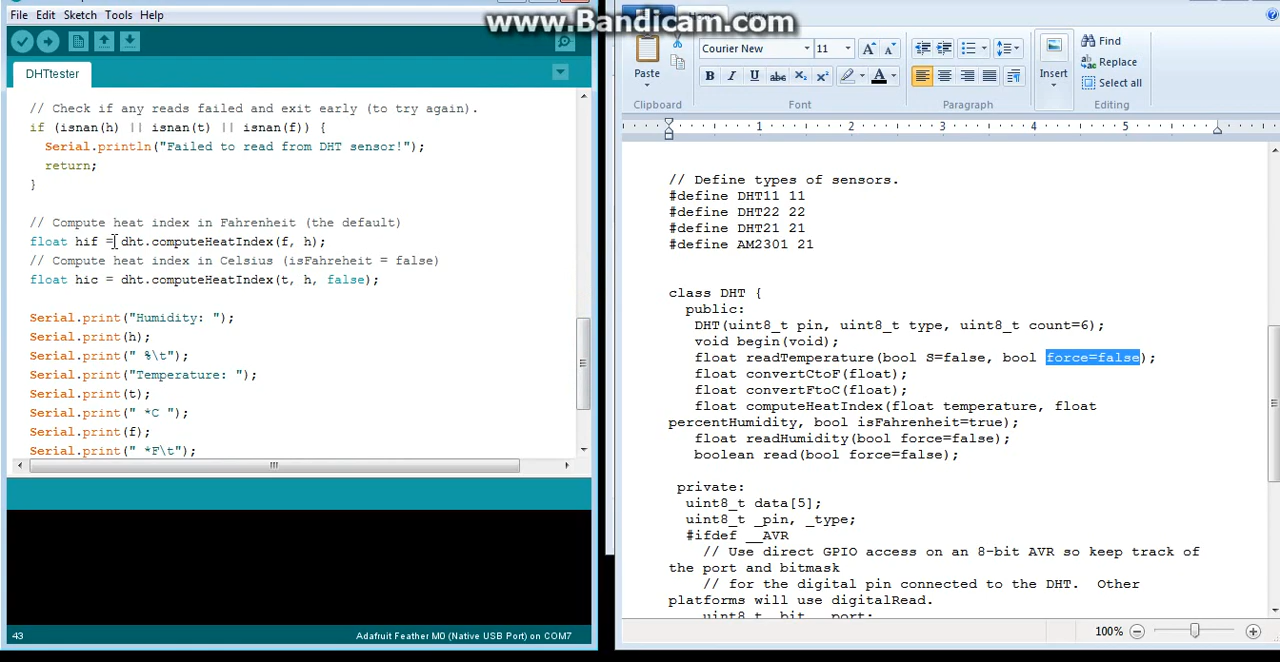 www.Bandicam.com
File Edit Sketch Tools Help
DHTtester
// Check if any reads failed and exit early (to try again).
if (isnan(h) || isnan(t) || isnan(f)) {
Serial.println("Failed to read from DHT sensor!");
return;
}
// Compute heat index in Fahrenheit (the default)
float hif = dht.computeHeatIndex(f, h);
// Compute heat index in Celsius (isFahreheit = false)
float hic = dht.computeHeatIndex(t, h, false);
Serial.print("Humidity: ");
Serial.print(h);
Serial.print(" %\t");
Serial.print("Temperature: ");
Serial.print(t);
Serial.print(" *C ");
Serial.print(f);
Serial.print(" *F\t");
43
Adafruit Feather M0 (Native USB Port) on COM7
Paste
Clipboard
Courier New 11
B I U abc X₂ X² A
Font
Paragraph
Insert
Find
Replace
Select all
Editing
1 2 3 4 5
// Define types of sensors.
#define DHT11 11
#define DHT22 22
#define DHT21 21
#define AM2301 21
class DHT {
public:
DHT(uint8_t pin, uint8_t type, uint8_t count=6);
void begin(void);
float readTemperature(bool S=false, bool force=false);
float convertCtoF(float);
float convertFtoC(float);
float computeHeatIndex(float temperature, float
percentHumidity, bool isFahrenheit=true);
float readHumidity(bool force=false);
boolean read(bool force=false);
private:
uint8_t data[5];
uint8_t _pin, _type;
#ifdef __AVR
// Use direct GPIO access on an 8-bit AVR so keep track of
the port and bitmask
// for the digital pin connected to the DHT. Other
platforms will use digitalRead.
uint8_t _bit, _port;
100%